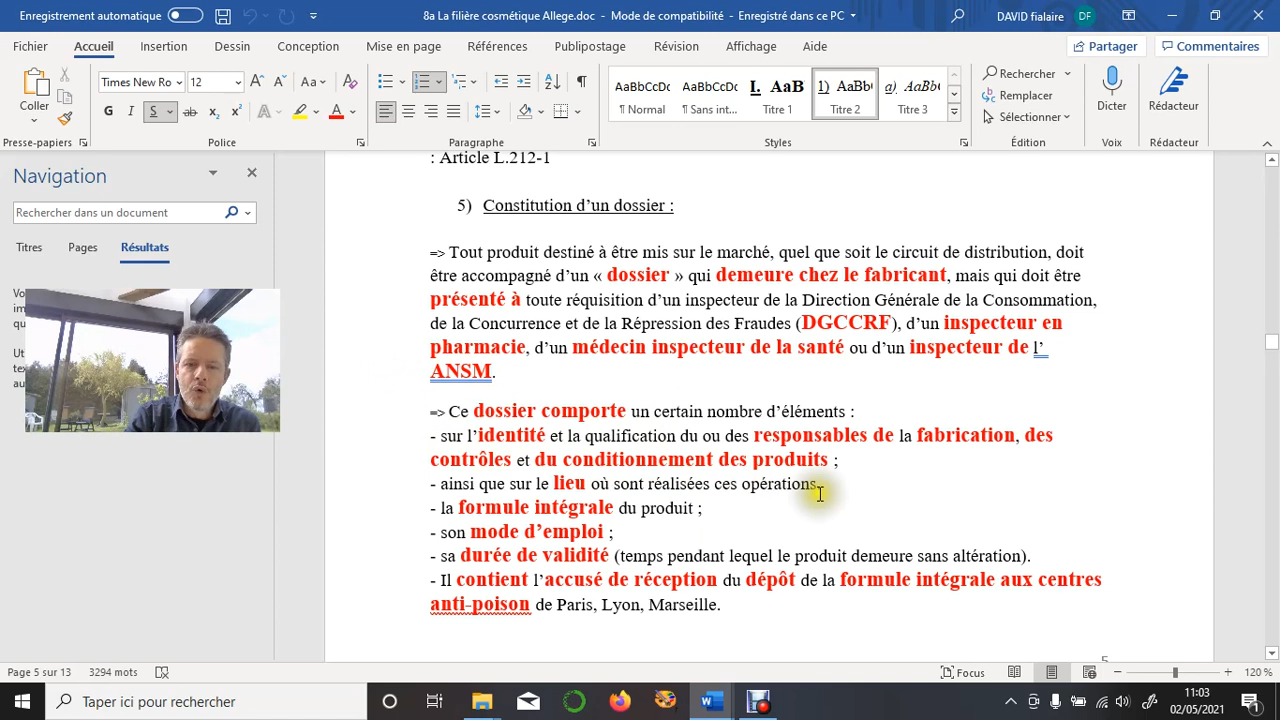 Enregistrement automatique
8a La filière cosmétique Allege.doc - Mode de compatibilité - Enregistré dans ce PC
DAVID fialaire
DF
Fichier
Accueil
Insertion
Dessin
Conception
Mise en page
Références
Publipostage
Révision
Affichage
Aide
Partager
Commentaires
Coller
Times New Ro
12
Aa
G I S ab x₂ x²
AaBbCc AaBbCc I. AaB 1) AaBb a) AaBb
¶ Normal ¶ Sans int... Titre 1 ¶ Titre 2 ¶ Titre 3
Rechercher
Remplacer
Sélectionner
Dicter
Rédacteur
Presse-papiers
Police
Paragraphe
Styles
Édition
Voix
Rédacteur
Navigation
Rechercher dans un document
Titres Pages Résultats
: Article L.212-1
5) Constitution d’un dossier :
=> Tout produit destiné à être mis sur le marché, quel que soit le circuit de distribution, doit
être accompagné d’un « dossier » qui demeure chez le fabricant, mais qui doit être
présenté à toute réquisition d’un inspecteur de la Direction Générale de la Consommation,
de la Concurrence et de la Répression des Fraudes (DGCCRF), d’un inspecteur en
pharmacie, d’un médecin inspecteur de la santé ou d’un inspecteur de l’
ANSM.
=> Ce dossier comporte un certain nombre d’éléments :
- sur l’identité et la qualification du ou des responsables de la fabrication, des
contrôles et du conditionnement des produits ;
- ainsi que sur le lieu où sont réalisées ces opérations
- la formule intégrale du produit ;
- son mode d’emploi ;
- sa durée de validité (temps pendant lequel le produit demeure sans altération).
- Il contient l’accusé de réception du dépôt de la formule intégrale aux centres
anti-poison de Paris, Lyon, Marseille.
5
Page 5 sur 13
3294 mots
Focus
120 %
Taper ici pour rechercher
11:03
02/05/2021
1